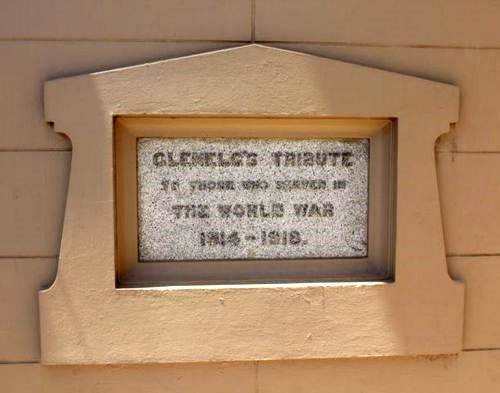 GLENELG'S TRIBUTE
TO THOSE WHO SERVED IN
THE WORLD WAR
1914 - 1918.